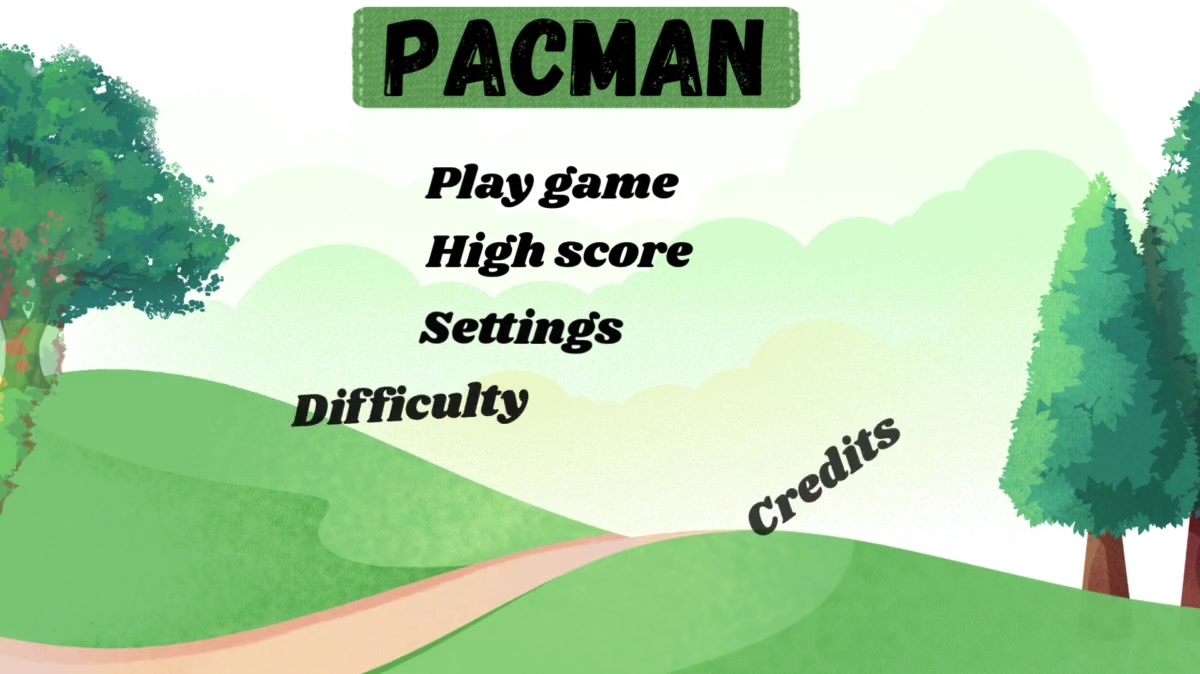 PACMAN
Play game
High score
Settings
Difficulty
Credits